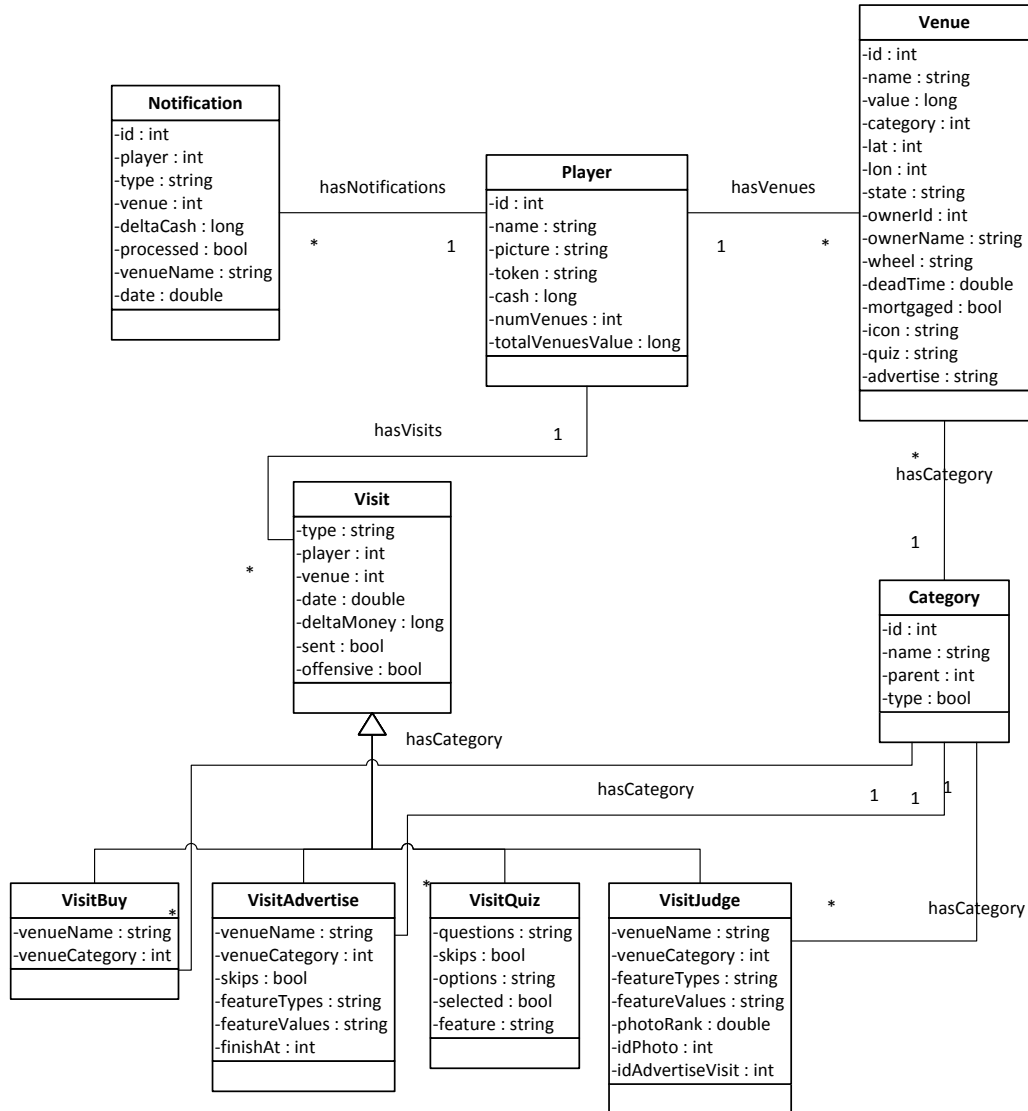 Venue
-id : int
-name : string
-value : long
-category : int
-lat : int
-lon : int
-state : string
-ownerId : int
-ownerName : string
-wheel : string
-deadTime : double
-mortgaged : bool
-icon : string
-quiz : string
-advertise : string
Notification
-id : int
-player : int
-type : string
-venue : int
-deltaCash : long
-processed : bool
-venueName : string
-date : double
hasNotifications
*
1
Player
-id : int
-name : string
-picture : string
-token : string
-cash : long
-numVenues : int
-totalVenuesValue : long
hasVenues
1
*
hasVisits
1
*
Visit
-type : string
-player : int
-venue : int
-date : double
-deltaMoney : long
-sent : bool
-offensive : bool
*
hasCategory
1
Category
-id : int
-name : string
-parent : int
-type : bool
hasCategory
hasCategory
1
1
1
hasCategory
VisitBuy
*
-venueName : string
-venueCategory : int
VisitAdvertise
*
-venueName : string
-venueCategory : int
-skips : bool
-featureTypes : string
-featureValues : string
-finishAt : int
VisitQuiz
-questions : string
-skips : bool
-options : string
-selected : bool
-feature : string
VisitJudge
*
-venueName : string
-venueCategory : int
-featureTypes : string
-featureValues : string
-photoRank : double
-idPhoto : int
-idAdvertiseVisit : int